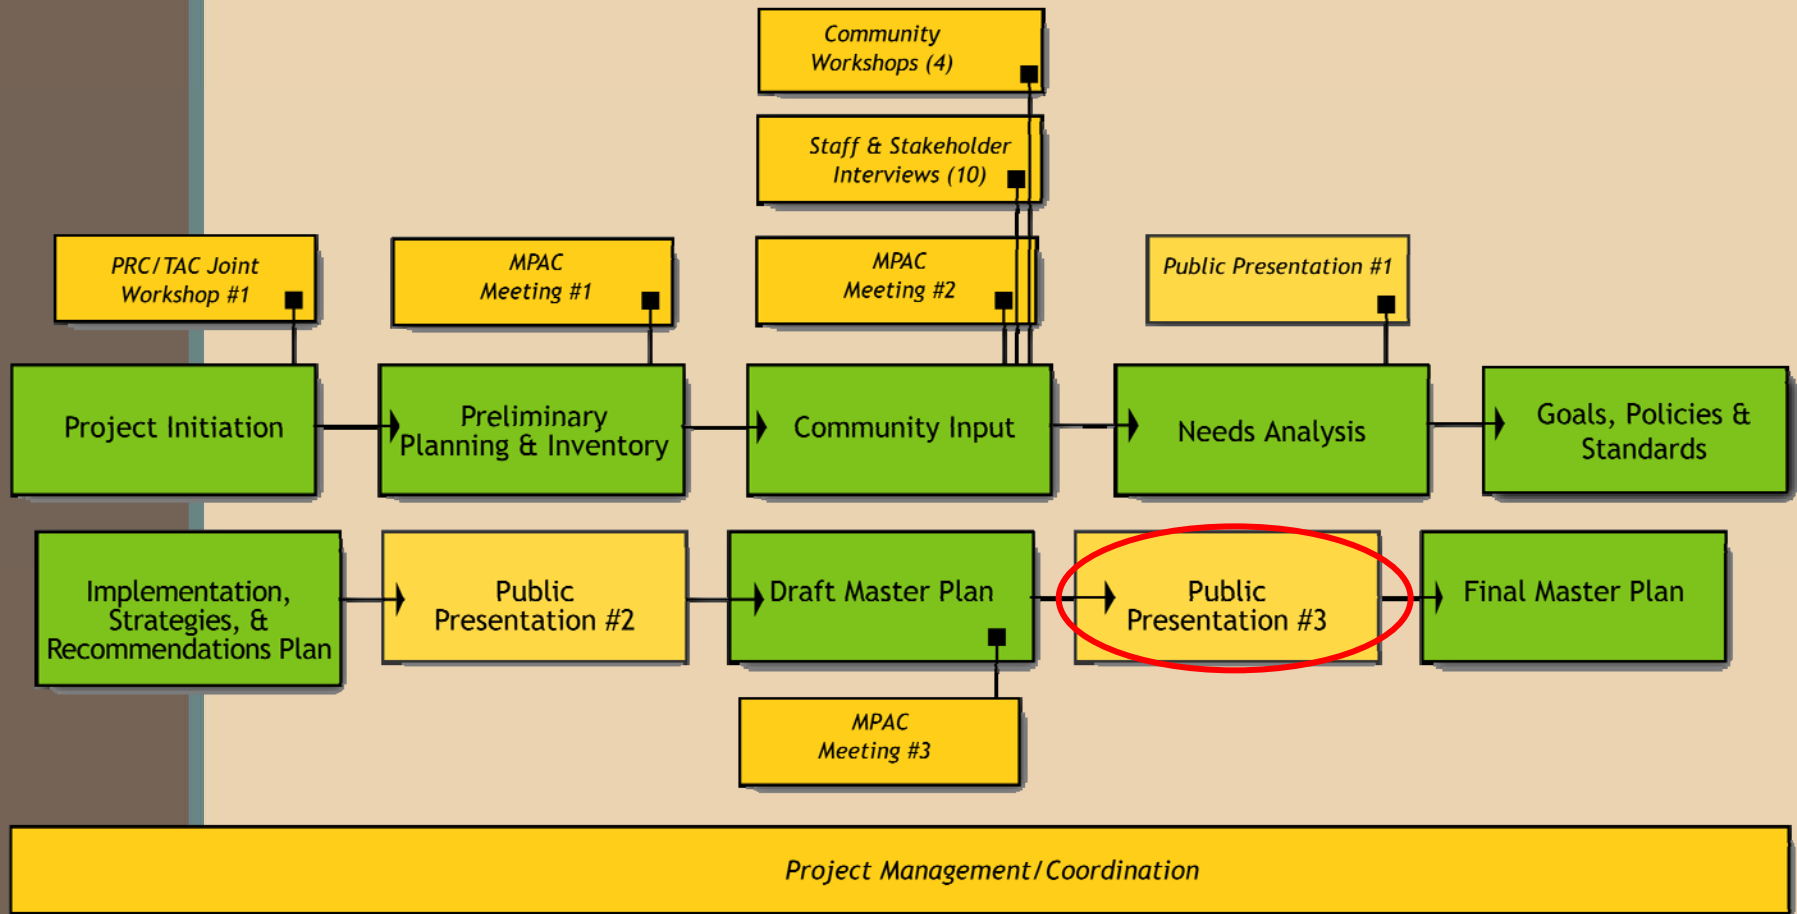 Community
Workshops (4)
Staff & Stakeholder
Interviews (10)
PRC/TAC Joint
Workshop #1
MPAC
Meeting #1
MPAC
Meeting #2
Public Presentation #1
Project Initiation
Preliminary
Planning & Inventory
Community Input
Needs Analysis
Goals, Policies &
Standards
Implementation,
Strategies, &
Recommendations Plan
Public
Presentation #2
Draft Master Plan
Public
Presentation #3
Final Master Plan
MPAC
Meeting #3
Project Management/Coordination